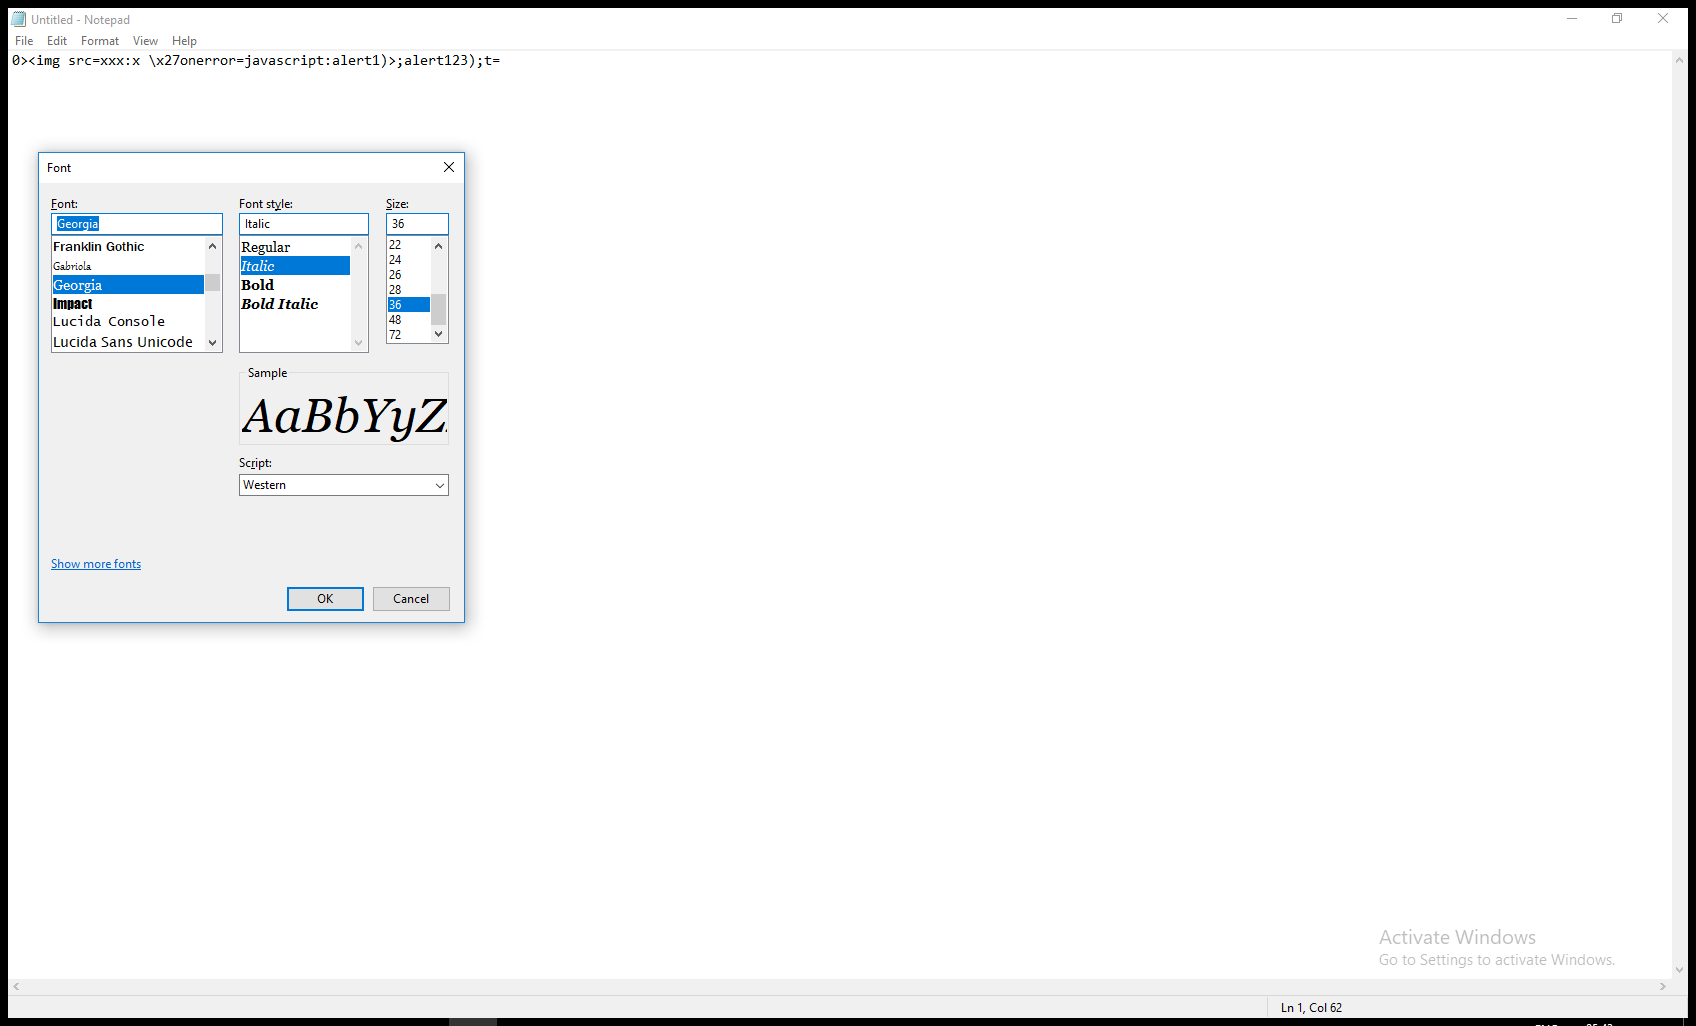 Untitled - Notepad
File Edit Format View Help
0><img src=xxx:x \x27onerror=javascript:alert1)>;alert123);t=
Font
Font: Font style: Size:
Georgia Italic 36
Franklin Gothic
Gabriola
Georgia
Impact
Lucida Console
Lucida Sans Unicode
Regular
Italic
Bold
Bold Italic
22
24
26
28
36
48
72
Sample
AaBbYyZ
Script:
Western
Show more fonts
OK Cancel
Activate Windows
Go to Settings to activate Windows.
Ln 1, Col 62